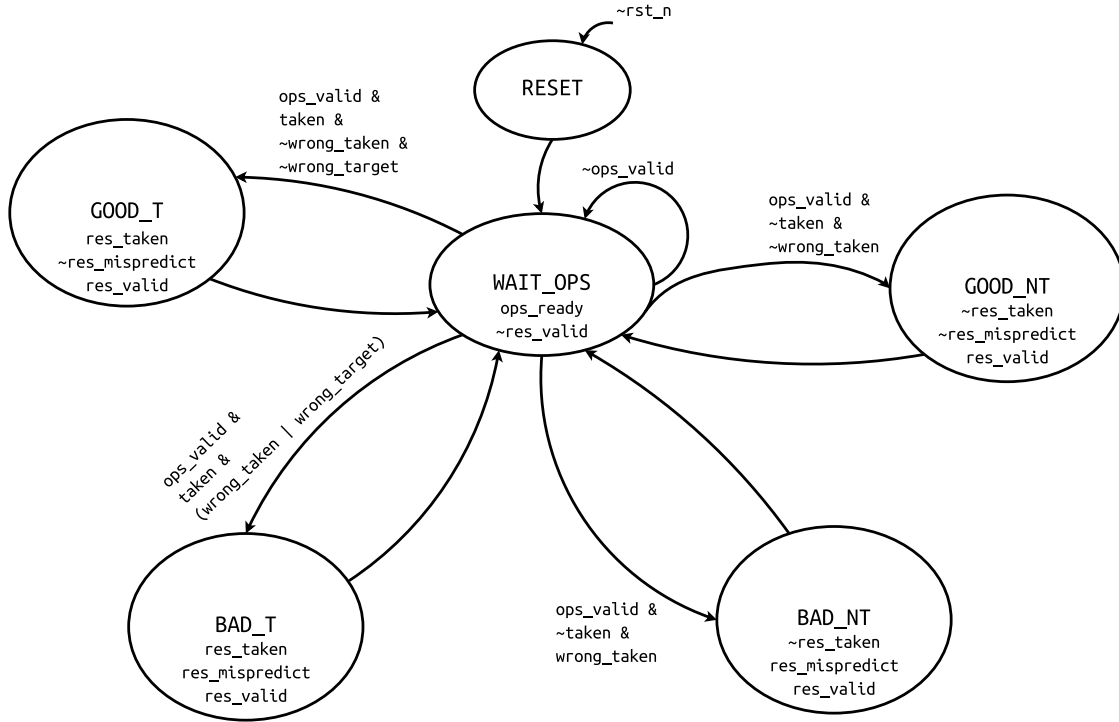 ~rst_n
RESET
ops_valid &
taken &
~wrong_taken &
~wrong_target
~ops_valid
ops_valid &
~taken &
~wrong_taken
GOOD_T
res_taken
~res_mispredict
res_valid
WAIT_OPS
ops_ready
~res_valid
GOOD_NT
~res_taken
~res_mispredict
res_valid
ops_valid &
taken &
(wrong_taken | wrong_target)
ops_valid &
~taken &
wrong_taken
BAD_T
res_taken
res_mispredict
res_valid
BAD_NT
~res_taken
res_mispredict
res_valid